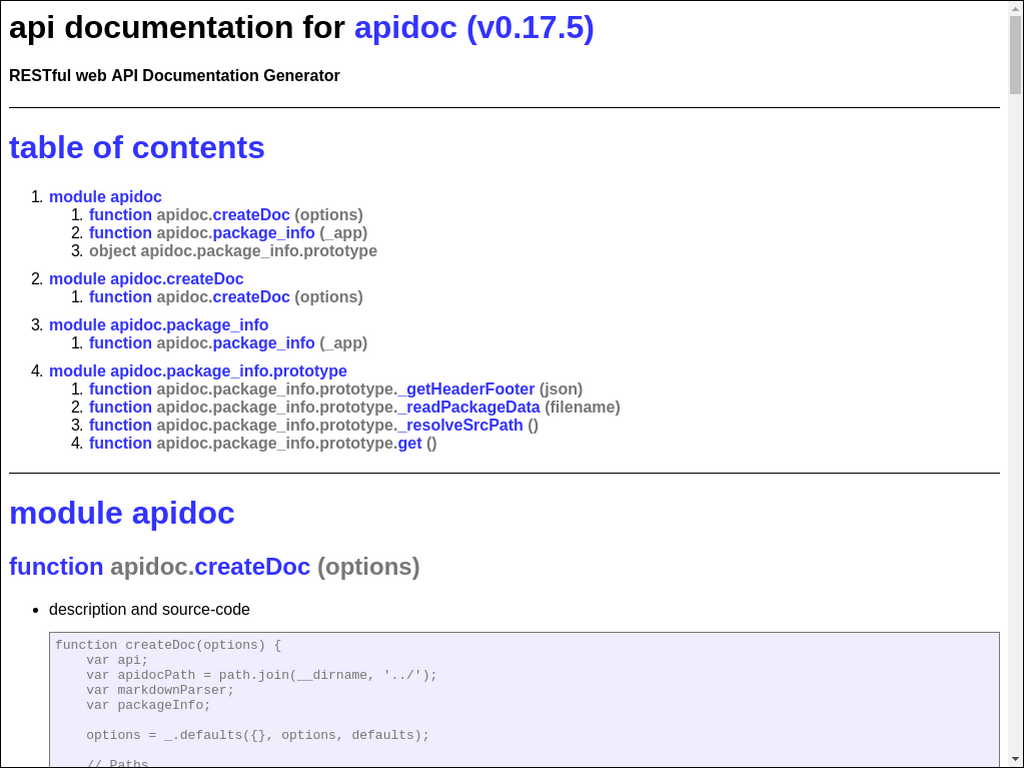 api documentation for apidoc (v0.17.5)
RESTful web API Documentation Generator
table of contents
1. module apidoc
1. function apidoc.createDoc (options)
2. function apidoc.package_info (_app)
3. object apidoc.package_info.prototype
2. module apidoc.createDoc
1. function apidoc.createDoc (options)
3. module apidoc.package_info
1. function apidoc.package_info (_app)
4. module apidoc.package_info.prototype
1. function apidoc.package_info.prototype._getHeaderFooter (json)
2. function apidoc.package_info.prototype._readPackageData (filename)
3. function apidoc.package_info.prototype._resolveSrcPath ()
4. function apidoc.package_info.prototype.get ()
module apidoc
function apidoc.createDoc (options)
• description and source-code
function createDoc(options) {
    var api;
    var apidocPath = path.join(__dirname, '../');
    var markdownParser;
    var packageInfo;
    options = _.defaults({}, options, defaults);
    // Paths